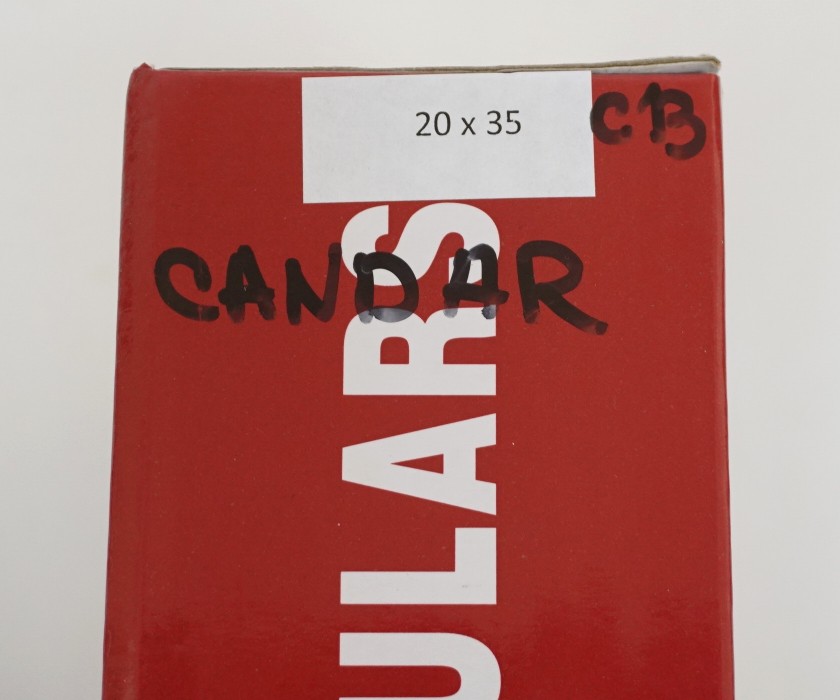 20 x 35
CB
CANDAR
ULARS